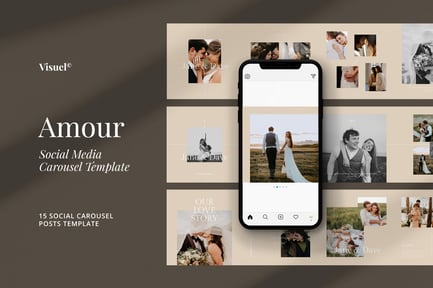 Visuel©
Amour
Social Media
Carousel Template
15 SOCIAL CAROUSEL
POSTS TEMPLATE
OUR
LOVE
STORY